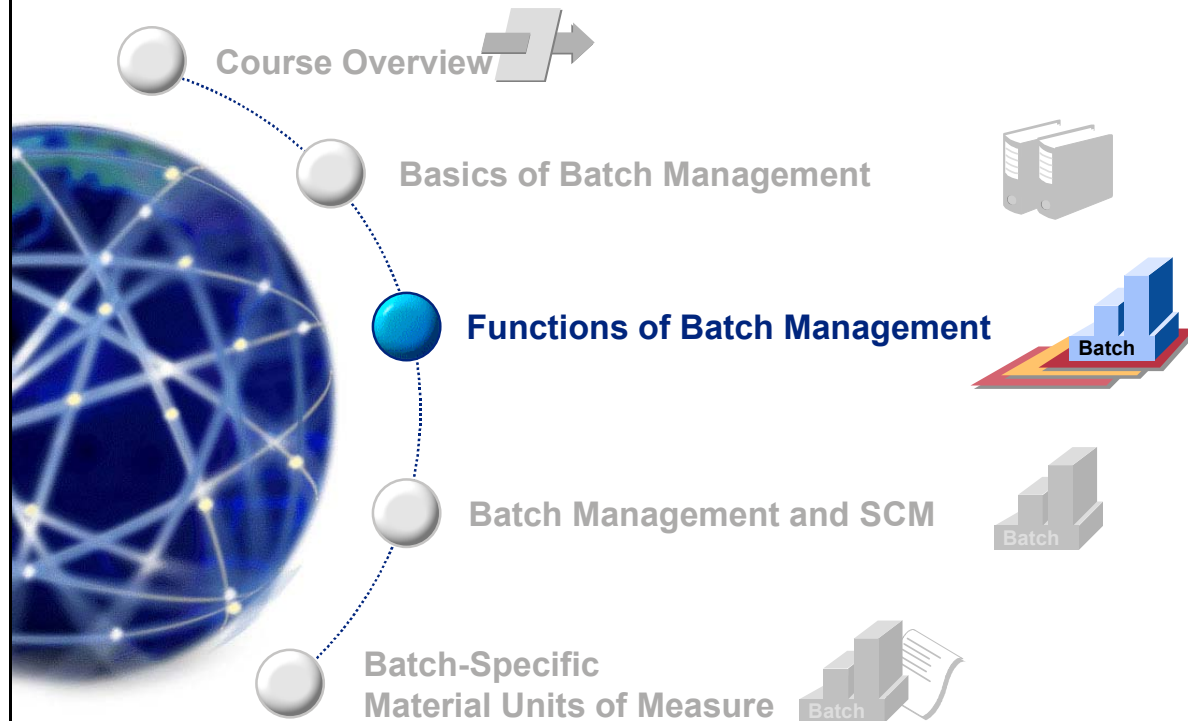 Course Overview
Basics of Batch Management
Functions of Batch Management
Batch
Batch Management and SCM
Batch
Batch-Specific
Material Units of Measure
Batch